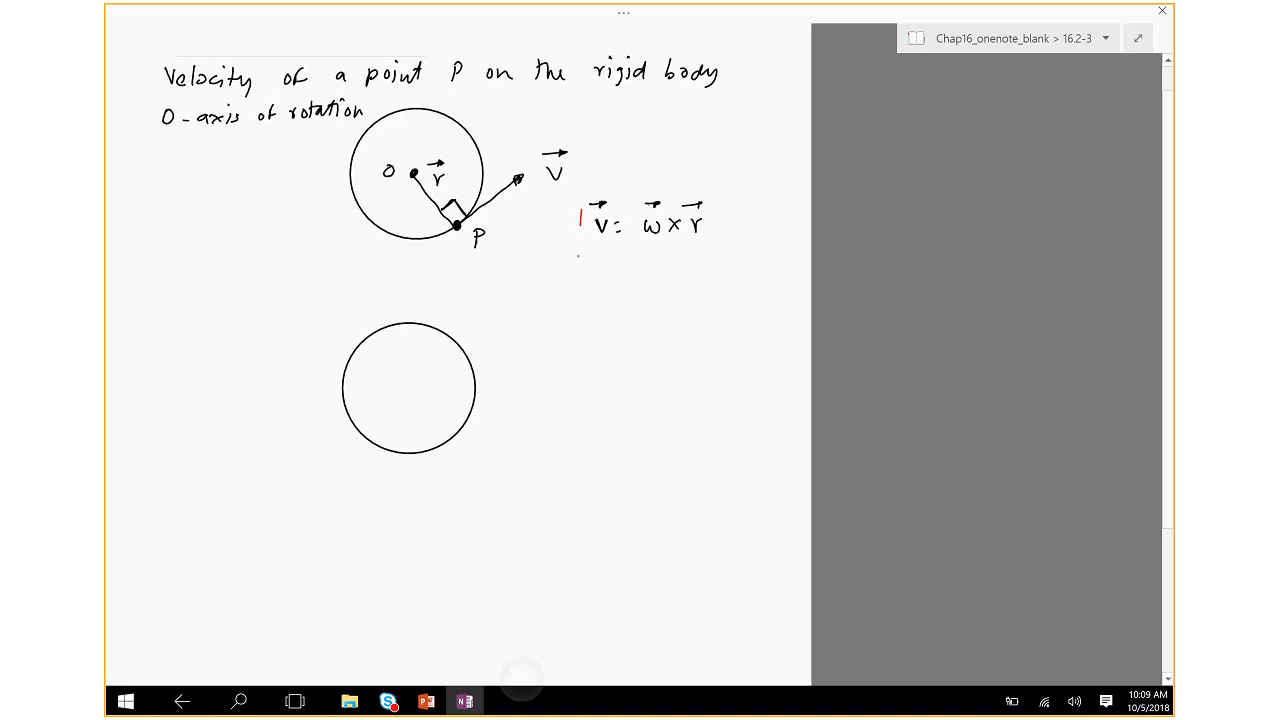 Chap16_onenote_blank > 16.2-3
Velocity of a point P on the rigid body
O - axis of rotation
O
r
V
P
V = ω × r
10:09 AM
10/5/2018